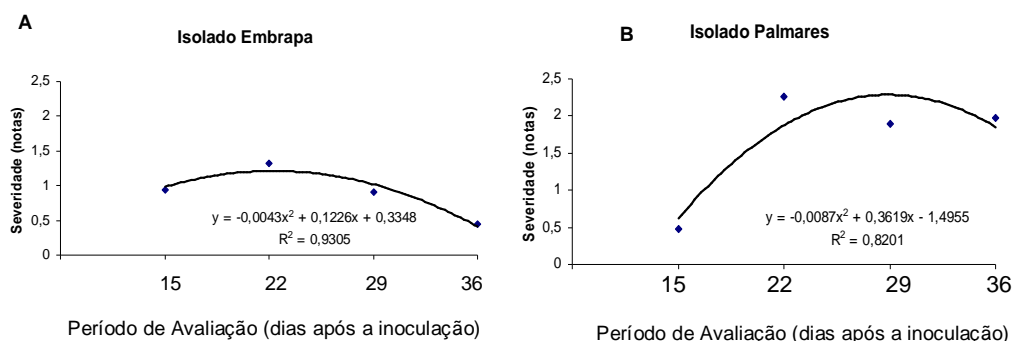 A
Isolado Embrapa
Severidade (notas)
2,5
2
1,5
1
0,5
0
y = -0,0043x² + 0,1226x + 0,3348
R² = 0,9305
15 22 29 36
Período de Avaliação (dias após a inoculação)
B
Isolado Palmares
Severidade (notas)
2,5
2
1,5
1
0,5
0
y = -0,0087x² + 0,3619x - 1,4955
R² = 0,8201
15 22 29 36
Período de Avaliação (dias após a inoculação)